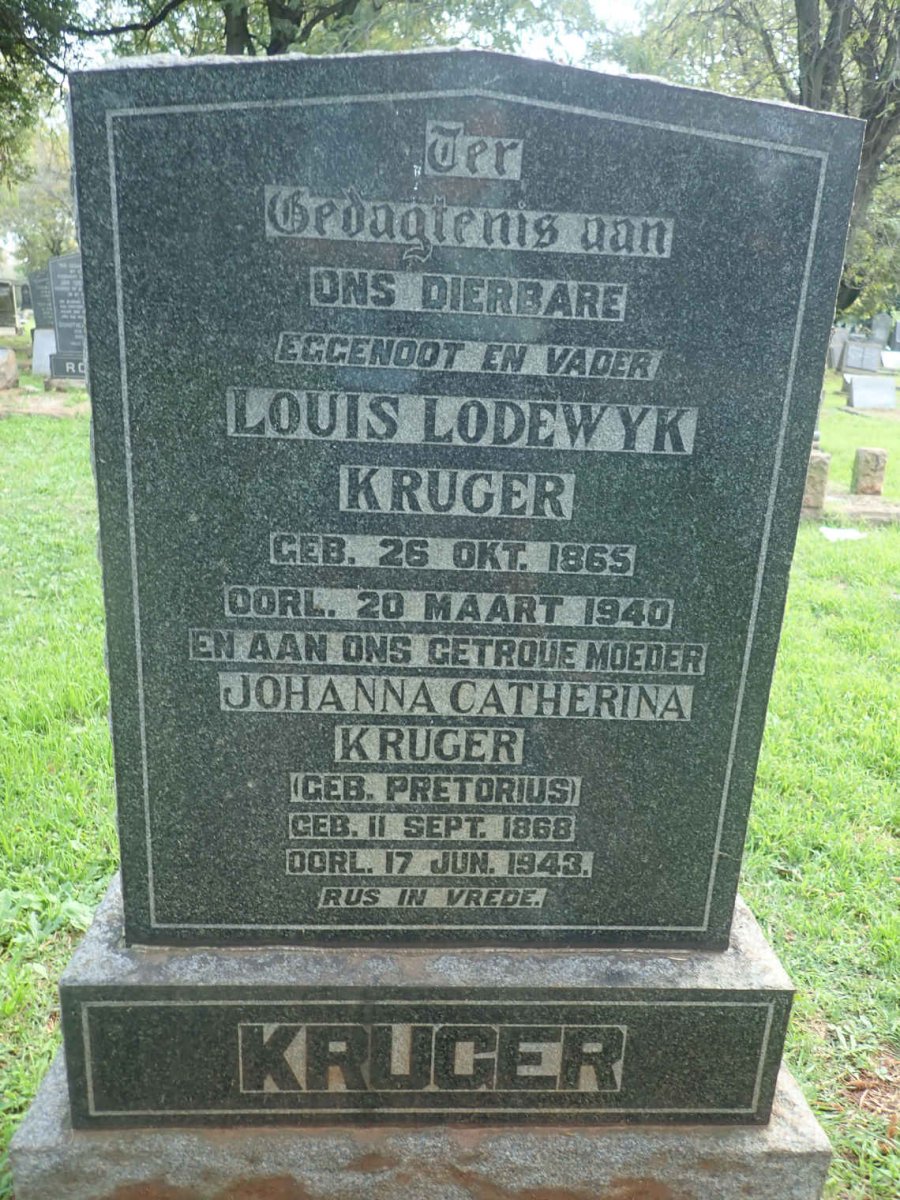 Ter
Gedagtenis aan
ONS DIERBARE
EGGENOOT EN VADER
LOUIS LODEWYK
KRUGER
GEB. 26 OKT. 1865
OORL. 20 MAART 1940
EN AAN ONS GETROUE MOEDER
JOHANNA CATHERINA
KRUGER
(GEB. PRETORIUS)
GEB. 11 SEPT. 1868
OORL. 17 JUN. 1943.
RUS IN VREDE.
KRUGER